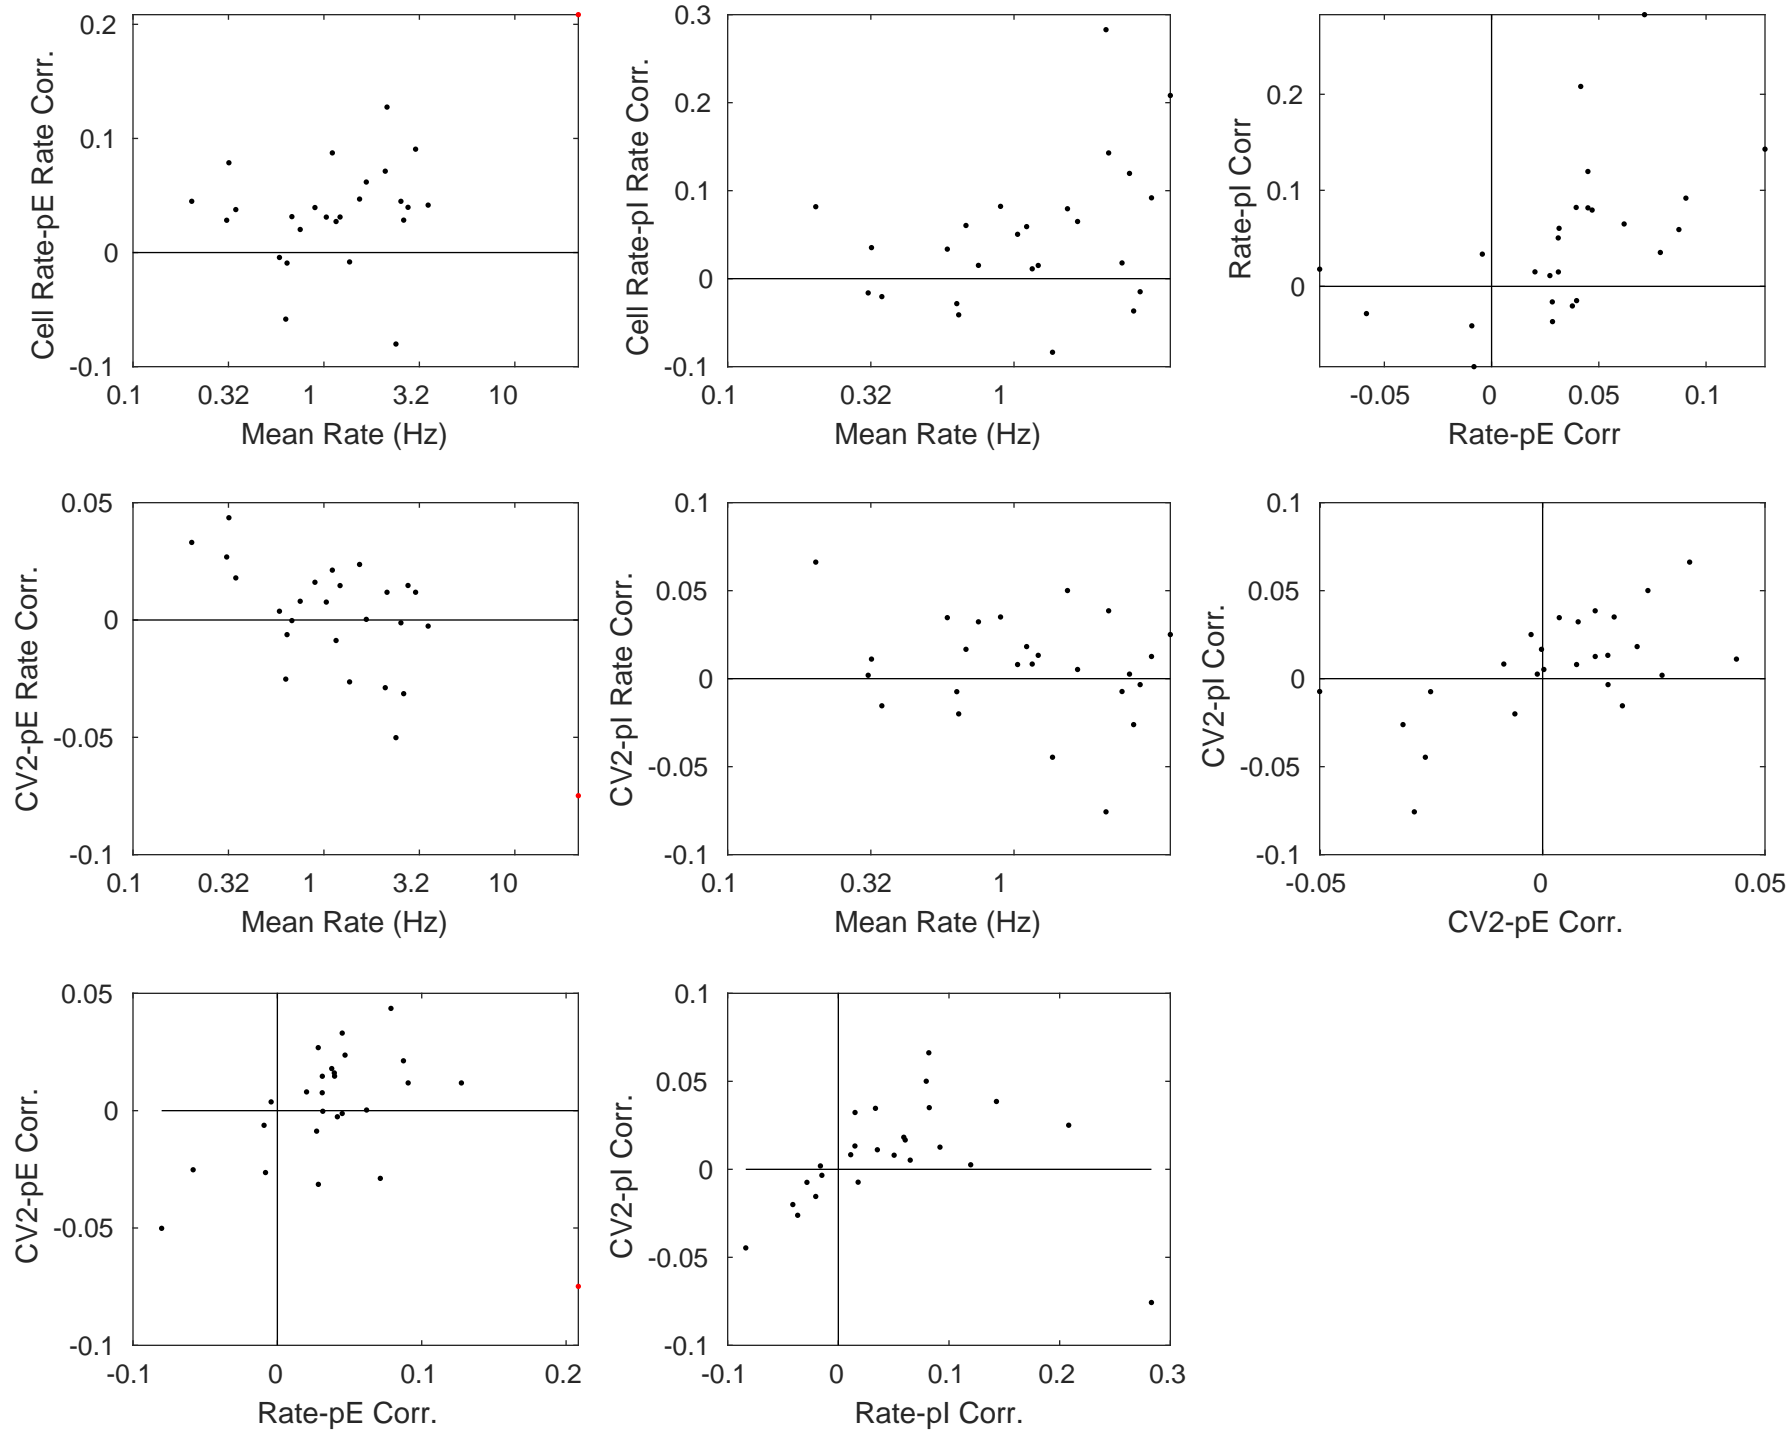 Cell Rate-pE Rate Corr.
0.2
0.1
0
-0.1
0.1 0.32 1 3.2 10
Mean Rate (Hz)
Cell Rate-pI Rate Corr.
0.3
0.2
0.1
0
-0.1
0.1 0.32 1
Mean Rate (Hz)
Rate-pI Corr
0.2
0.1
0
-0.05 0 0.05 0.1
Rate-pE Corr
CV2-pE Rate Corr.
0.05
0
-0.05
-0.1
0.1 0.32 1 3.2 10
Mean Rate (Hz)
CV2-pI Rate Corr.
0.1
0.05
0
-0.05
-0.1
0.1 0.32 1
Mean Rate (Hz)
CV2-pI Corr.
0.1
0.05
0
-0.05
-0.1
-0.05 0 0.05
CV2-pE Corr.
CV2-pE Corr.
0.05
0
-0.05
-0.1
-0.1 0 0.1 0.2
Rate-pE Corr.
CV2-pI Corr.
0.1
0.05
0
-0.05
-0.1
-0.1 0 0.1 0.2 0.3
Rate-pI Corr.